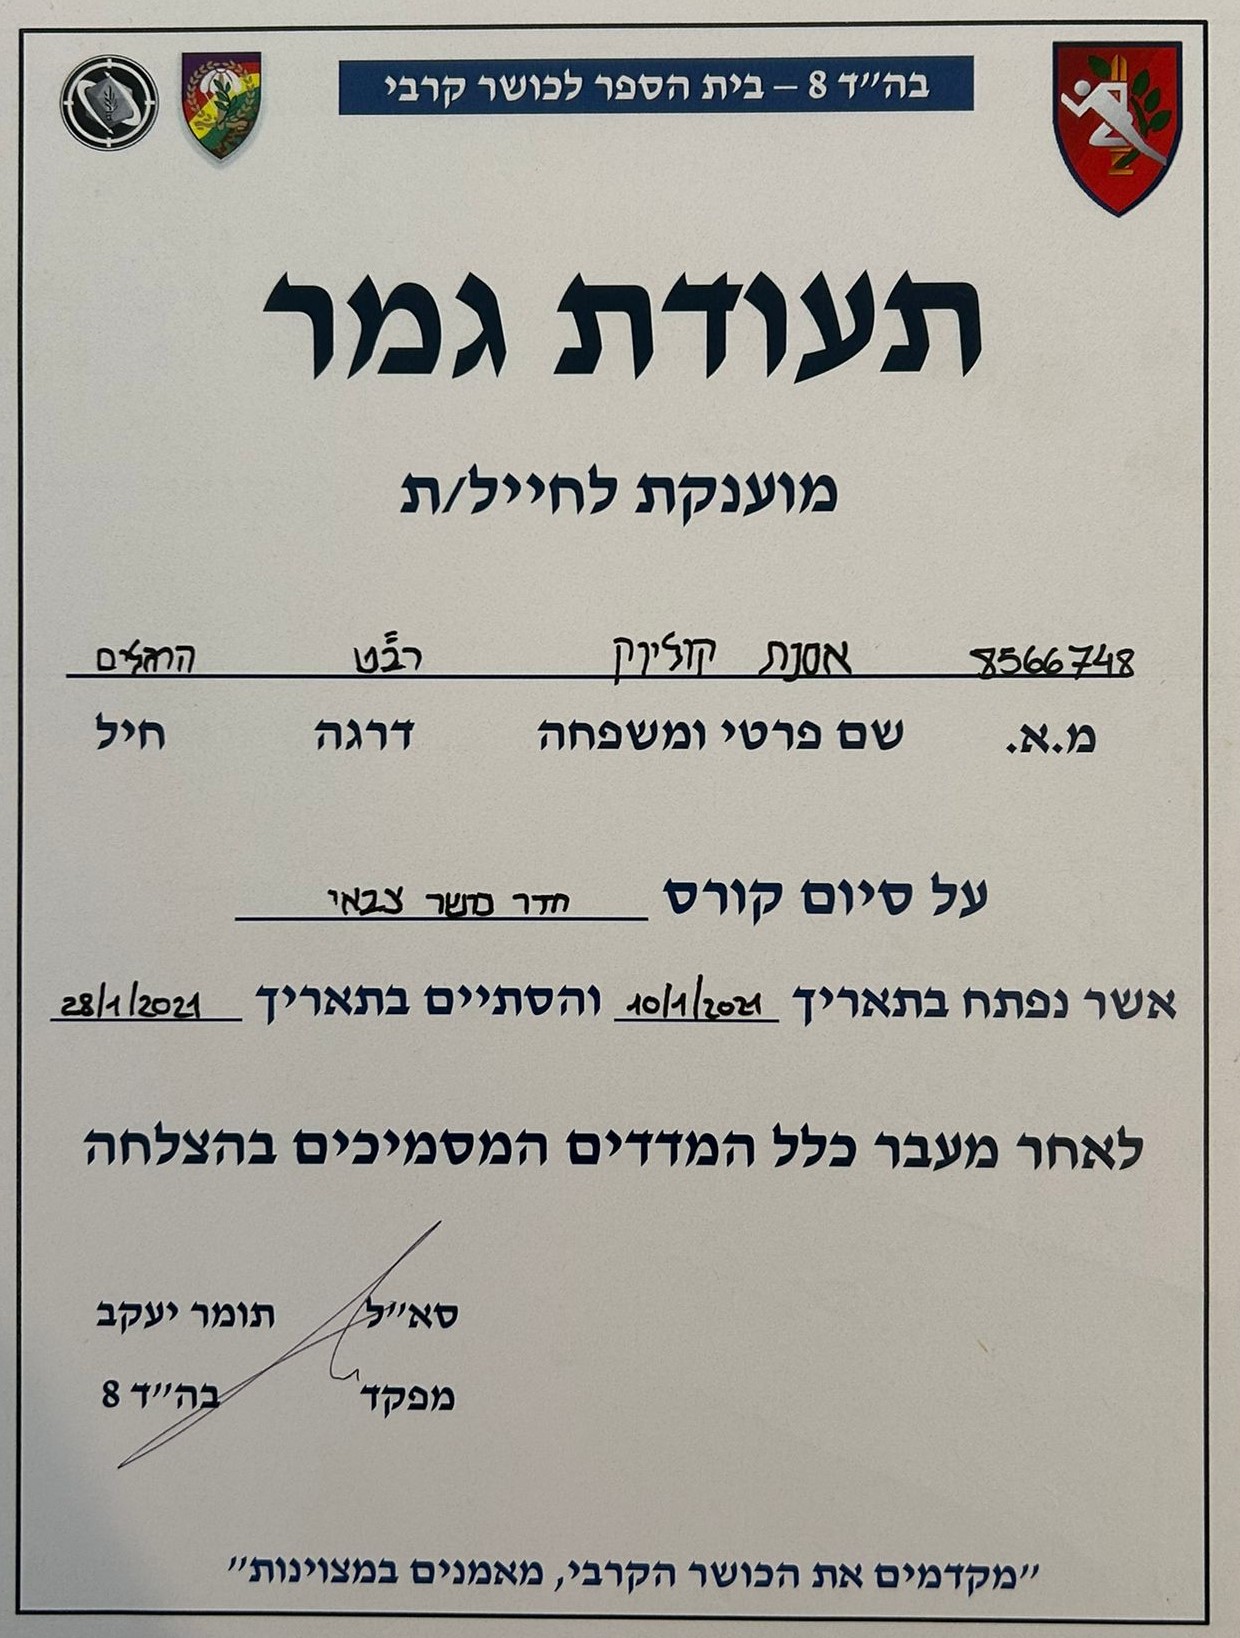 בה״ד 8 – בית הספר לכושר קרבי
תעודת גמר
מוענקת לחייל/ת
8566748 אסנת קולניק רב״ט הרגלים
מ.א. שם פרטי ומשפחה דרגה חיל
על סיום קורס חדר כושר צבאי
אשר נפתח בתאריך 10/1/2021 והסתיים בתאריך 28/1/2021
לאחר מעבר כלל המדדים המסמיכים בהצלחה
סא״ל תומר יעקב
מפקד בה״ד 8
״מקדמים את הכושר הקרבי, מאמנים במצוינות״